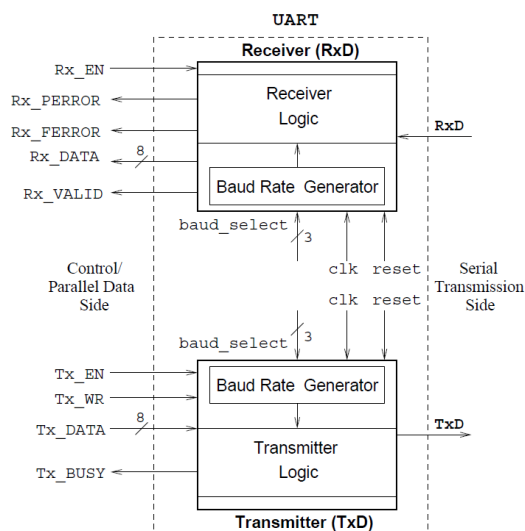 UART
Receiver (RxD)
Rx_EN
Rx_PERROR
Rx_FERROR
Rx_DATA
8
Rx_VALID
Receiver
Logic
RxD
Baud Rate Generator
baud_select
3
clk reset
Control/
Parallel Data
Side
Serial
Transmission
Side
clk reset
baud_select
3
Tx_EN
Tx_WR
Tx_DATA
8
Tx_BUSY
Baud Rate Generator
Transmitter
Logic
TxD
Transmitter (TxD)